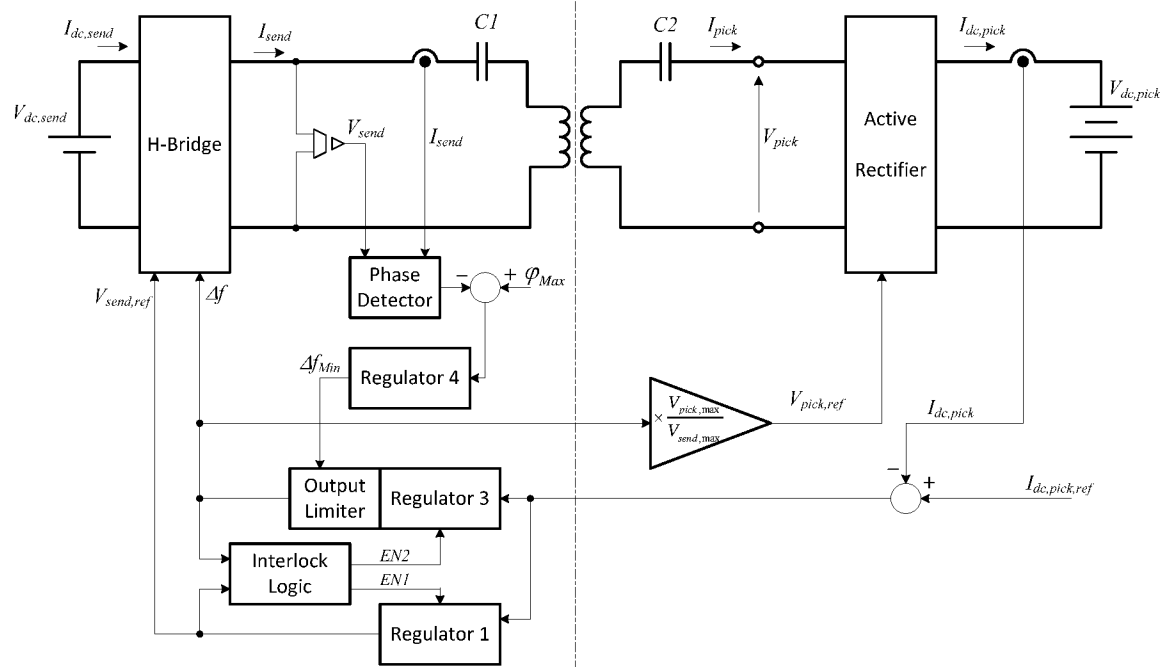 I_dc,send
I_send
C1
C2
I_pick
I_dc,pick
V_dc,send
H-Bridge
V_send
I_send
V_pick
Active
Rectifier
V_dc,pick
V_send,ref
Δf
Phase
Detector
−
+
φ_Max
Δf_Min
Regulator 4
× V_pick,max
V_send,max
V_pick,ref
I_dc,pick
Output
Limiter
Regulator 3
−
+
I_dc,pick,ref
Interlock
Logic
EN2
EN1
Regulator 1